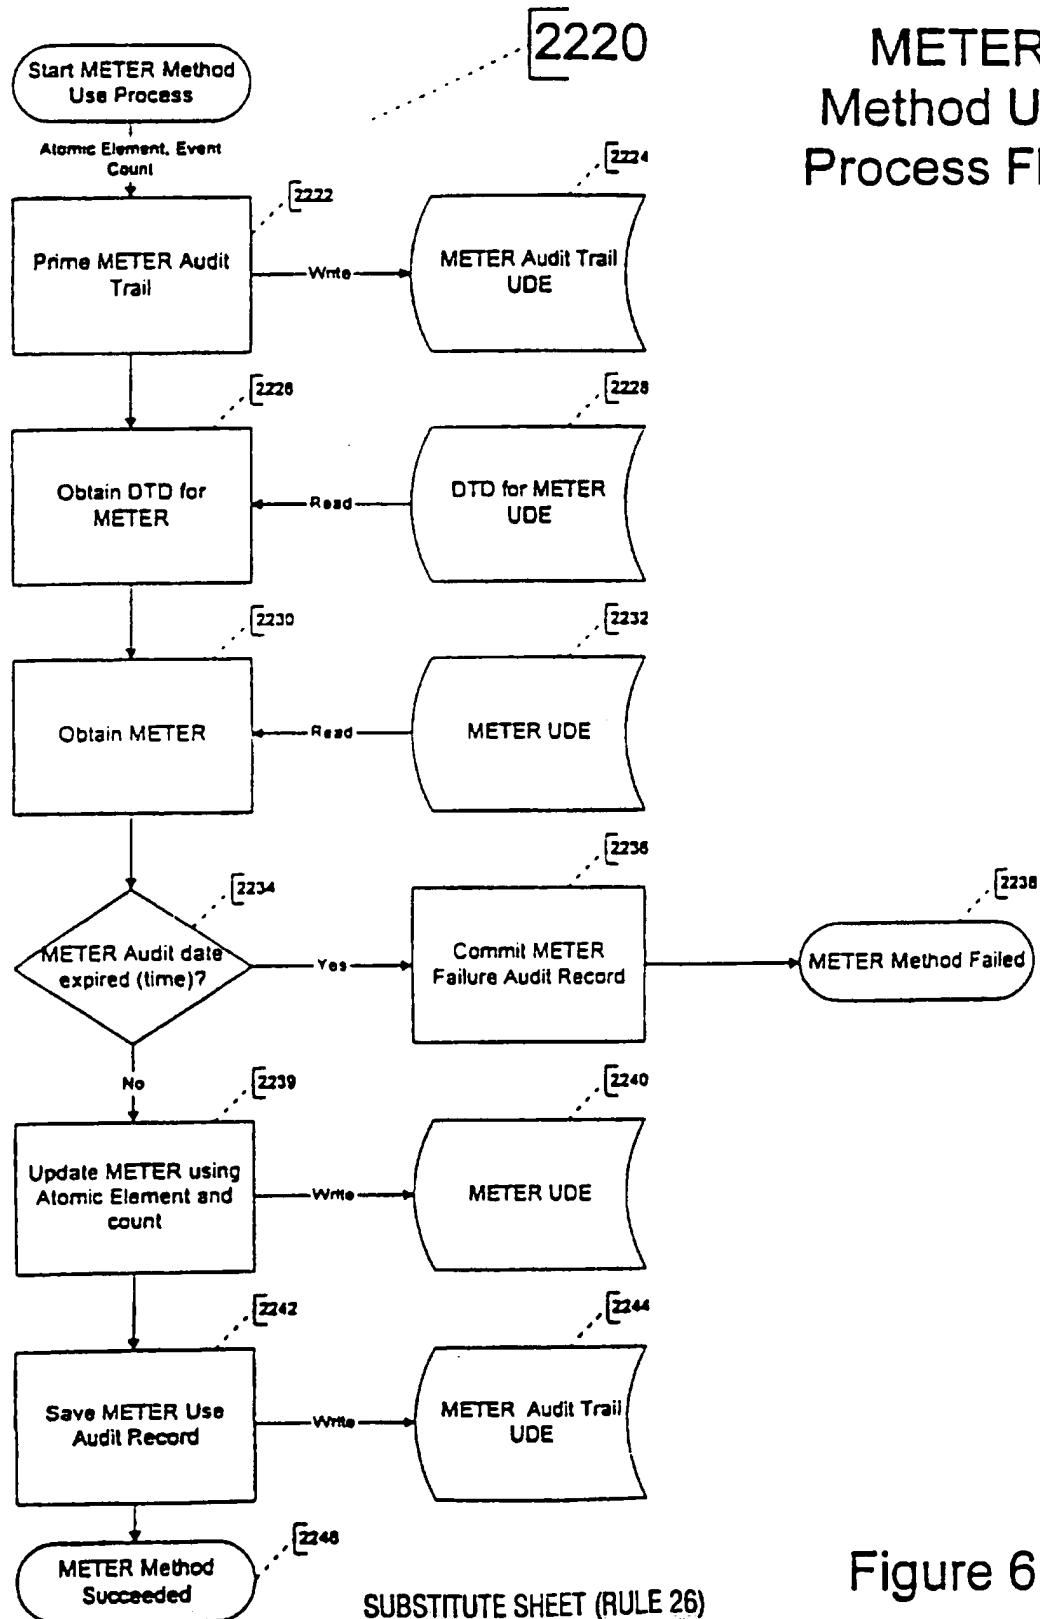 2220
METER
Method U
Process Fl
Start METER Method
Use Process
Atomic Element, Event
Count
2222
2224
Prime METER Audit
Trail
Write
METER Audit Trail
UDE
2226
2228
Obtain DTD for
METER
Read
DTD for METER
UDE
2230
2232
Obtain METER
Read
METER UDE
2234
2236
2238
METER Audit date
expired (time)?
Yes
Commit METER
Failure Audit Record
METER Method Failed
No
2239
2240
Update METER using
Atomic Element and
count
Write
METER UDE
2242
2244
Save METER Use
Audit Record
Write
METER Audit Trail
UDE
2246
METER Method
Succeeded
Figure 6
SUBSTITUTE SHEET (RULE 26)